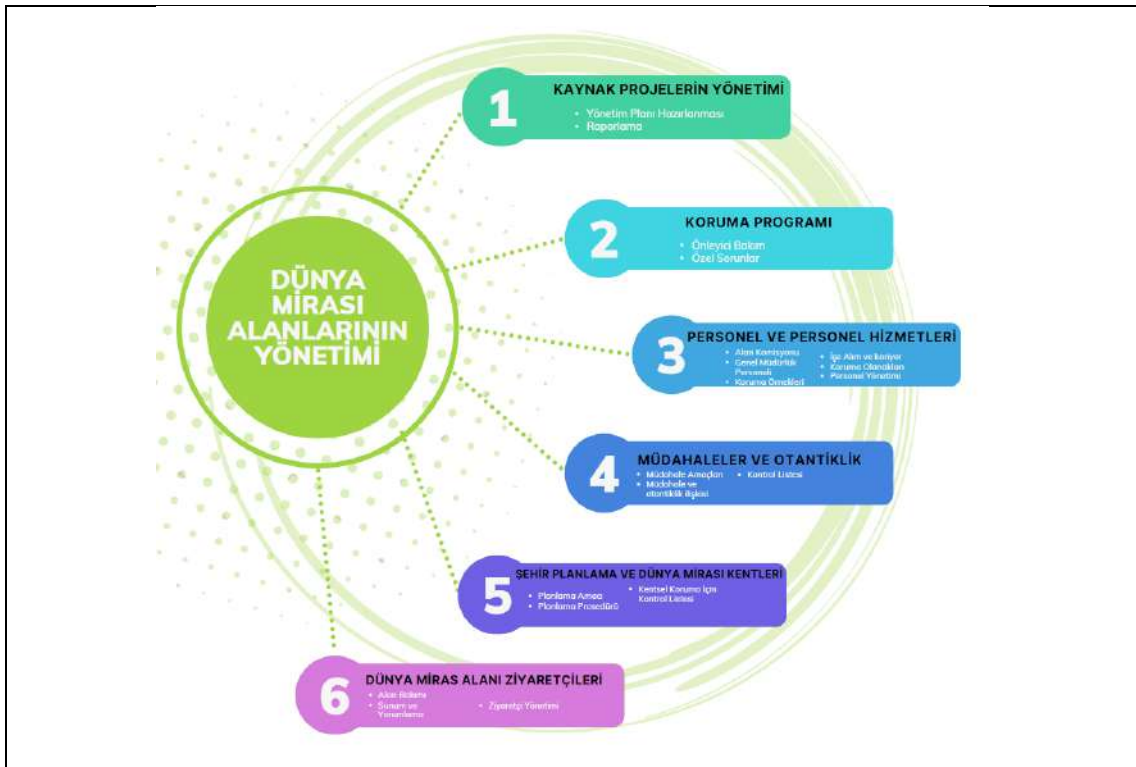 DÜNYA
MİRASI
ALANLARININ
YÖNETİMİ
1
KAYNAK PROJELERİN YÖNETİMİ
• Yönetim Planı Hazırlanması
• Raporlama
2
KORUMA PROGRAMI
• Önleyici Bakım
• Özel Sorunlar
3
PERSONEL VE PERSONEL HİZMETLERİ
• Alan Komisyonu
• Genel Müdürlük
Personeli
• Koruma Örnekleri
• İşe Alım ve kariyer
• Koruma Olanakları
• Personel Yönetimi
4
MÜDAHALELER VE OTANTİKLİK
• Müdahale Amaçları
• Müdahale ve
otantiklik ilişkisi
• Kontrol Listesi
5
ŞEHİR PLANLAMA VE DÜNYA MİRASI KENTLERİ
• Planlama Amacı
• Planlama Prosedürü
• Kentsel Koruma İçin
Kontrol Listesi
6
DÜNYA MİRAS ALANI ZİYARETÇİLERİ
• Alan Bakımı
• Sunum ve
Yorumlama
• Ziyaretçi Yönetimi